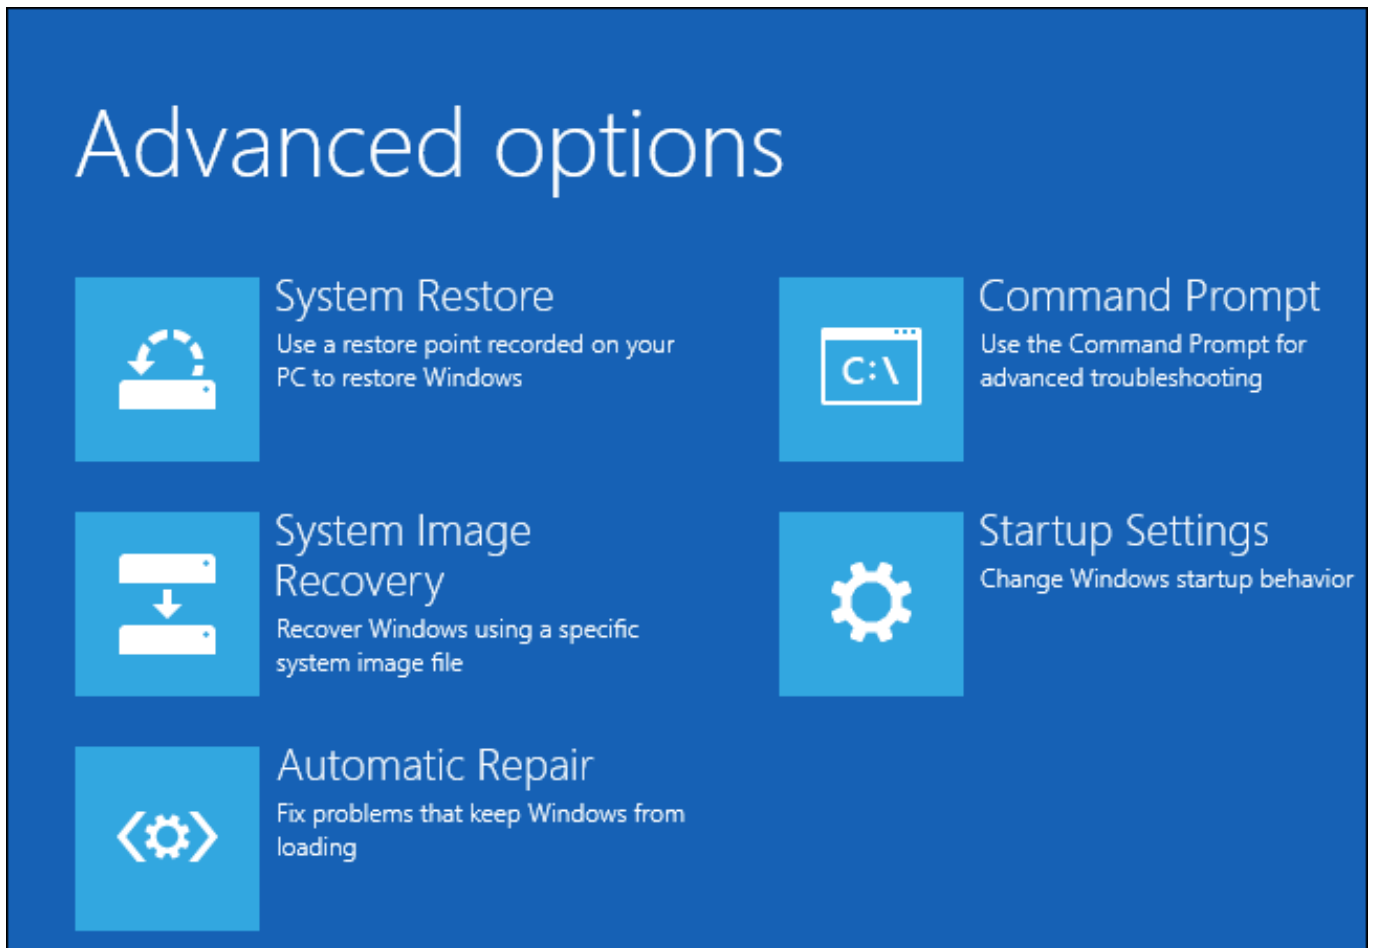 Advanced options
System Restore
Use a restore point recorded on your
PC to restore Windows
Command Prompt
Use the Command Prompt for
advanced troubleshooting
C:\
System Image
Recovery
Recover Windows using a specific
system image file
Startup Settings
Change Windows startup behavior
Automatic Repair
Fix problems that keep Windows from
loading